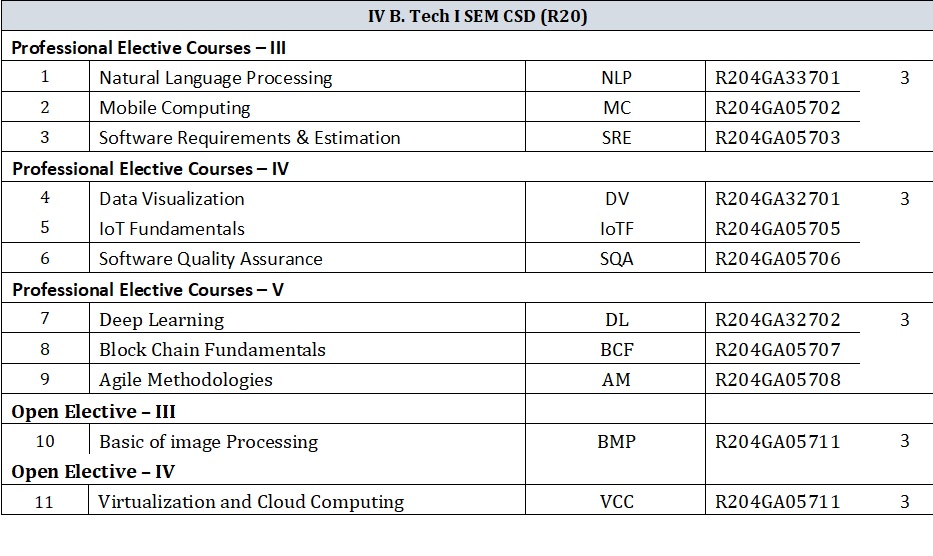 IV B. Tech I SEM CSD (R20)
Professional Elective Courses – III
1 Natural Language Processing NLP R204GA33701 3
2 Mobile Computing MC R204GA05702
3 Software Requirements & Estimation SRE R204GA05703
Professional Elective Courses – IV
4 Data Visualization DV R204GA32701 3
5 IoT Fundamentals IoTF R204GA05705
6 Software Quality Assurance SQA R204GA05706
Professional Elective Courses – V
7 Deep Learning DL R204GA32702 3
8 Block Chain Fundamentals BCF R204GA05707
9 Agile Methodologies AM R204GA05708
Open Elective – III
10 Basic of image Processing BMP R204GA05711 3
Open Elective – IV
11 Virtualization and Cloud Computing VCC R204GA05711 3